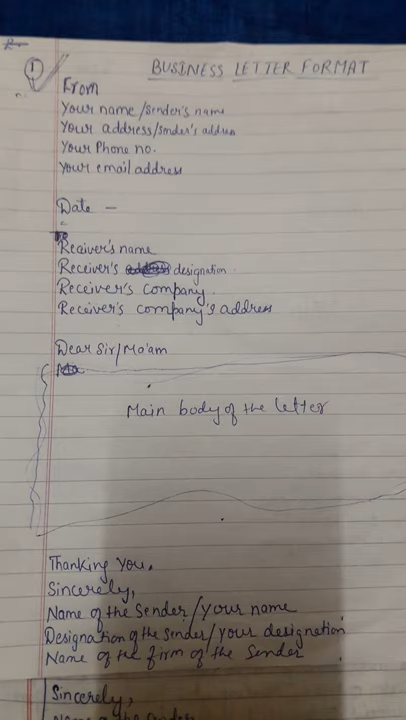 1
BUSINESS LETTER FORMAT
From
Your name/Sender's name
Your address/Sender's address
Your Phone no.
Your email address
Date —
Receiver's name
Receiver's designation
Receiver's company.
Receiver's company's address
Dear Sir/Ma'am
Main body of the letter
Thanking You.
Sincerely,
Name of the Sender/Your name
Designation of the Sender/Your designation
Name of the firm of the Sender
Sincerely,